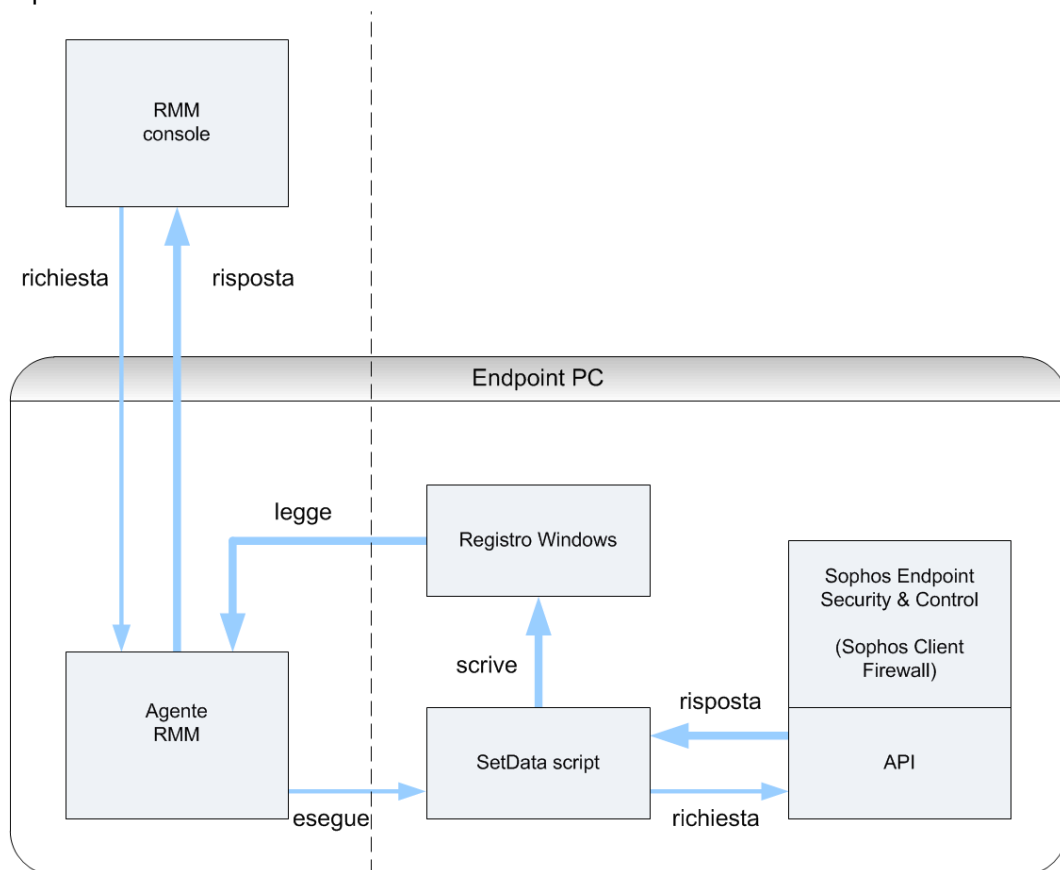 RMM
console
richiesta
risposta
Endpoint PC
legge
Registro Windows
Sophos Endpoint
Security & Control
(Sophos Client
Firewall)
scrive
Agente
RMM
risposta
SetData script
API
esegue
richiesta